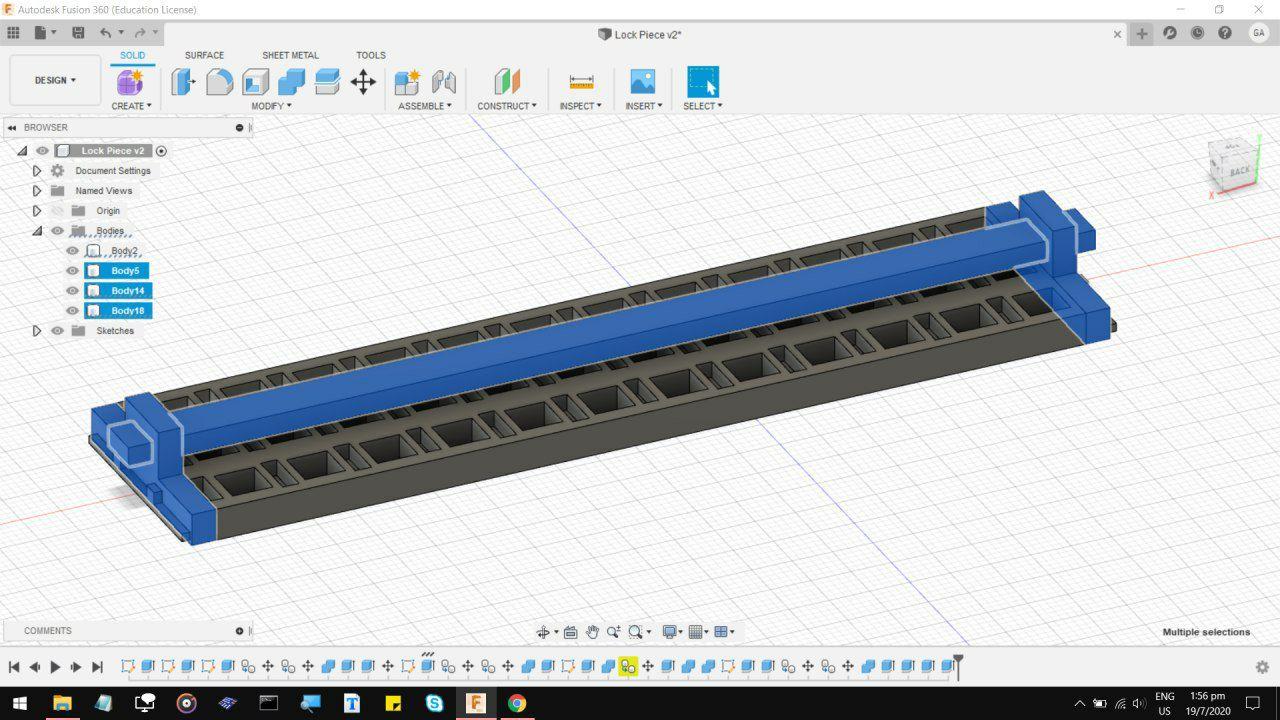 Autodesk Fusion 360 (Education License)
Lock Piece v2*
GA
SOLID SURFACE SHEET METAL TOOLS
DESIGN
CREATE MODIFY ASSEMBLE CONSTRUCT INSPECT INSERT SELECT
BROWSER
Lock Piece v2
Document Settings
Named Views
Origin
Bodies
Body2
Body5
Body14
Body18
Sketches
BACK
X
COMMENTS
Multiple selections
ENG
US
1:56 pm
19/7/2020